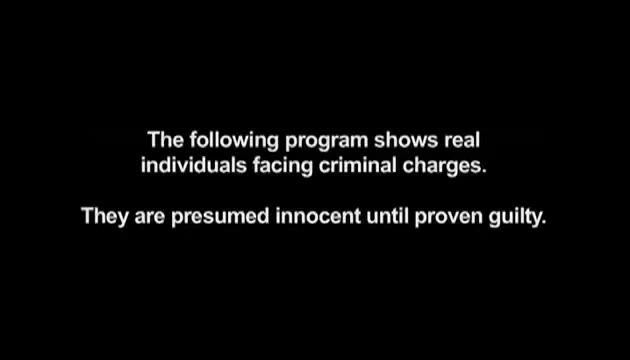 The following program shows real
individuals facing criminal charges.
They are presumed innocent until proven guilty.